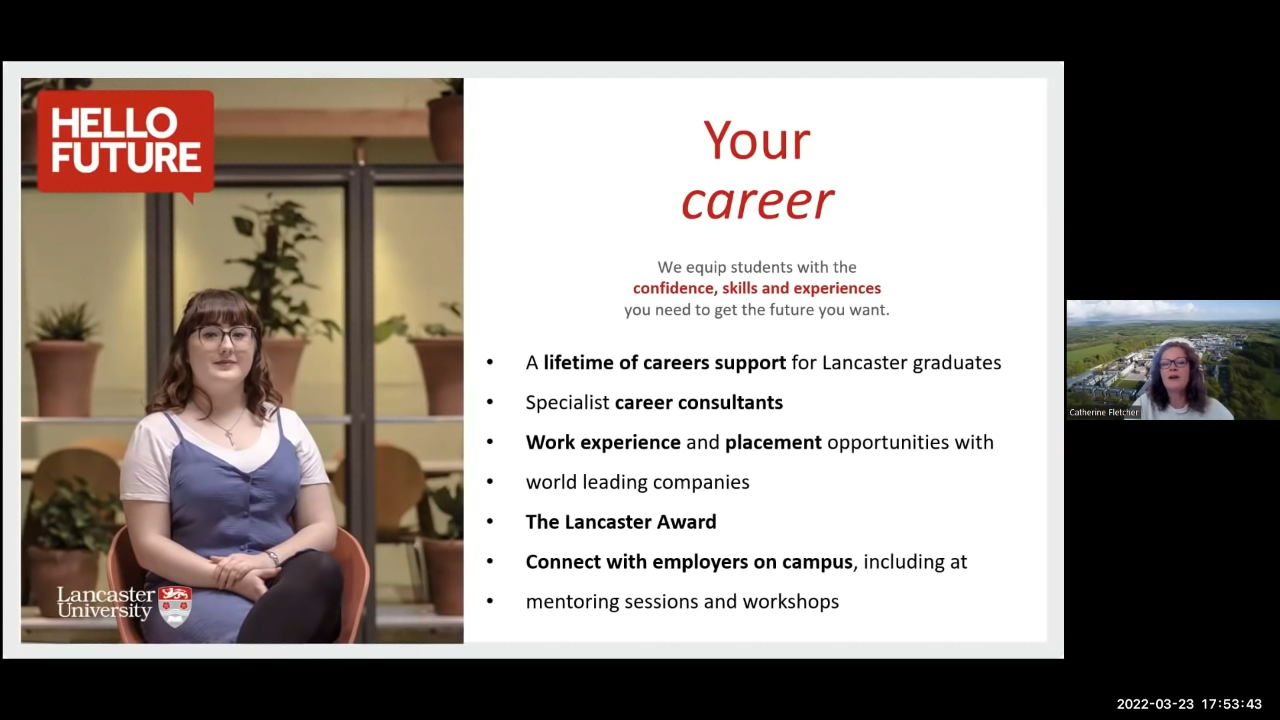 HELLO
FUTURE
Lancaster
University
Your
career
We equip students with the
confidence, skills and experiences
you need to get the future you want.
• A lifetime of careers support for Lancaster graduates
• Specialist career consultants
• Work experience and placement opportunities with
• world leading companies
• The Lancaster Award
• Connect with employers on campus, including at
• mentoring sessions and workshops
Catherine Fletcher
2022-03-23 17:53:43